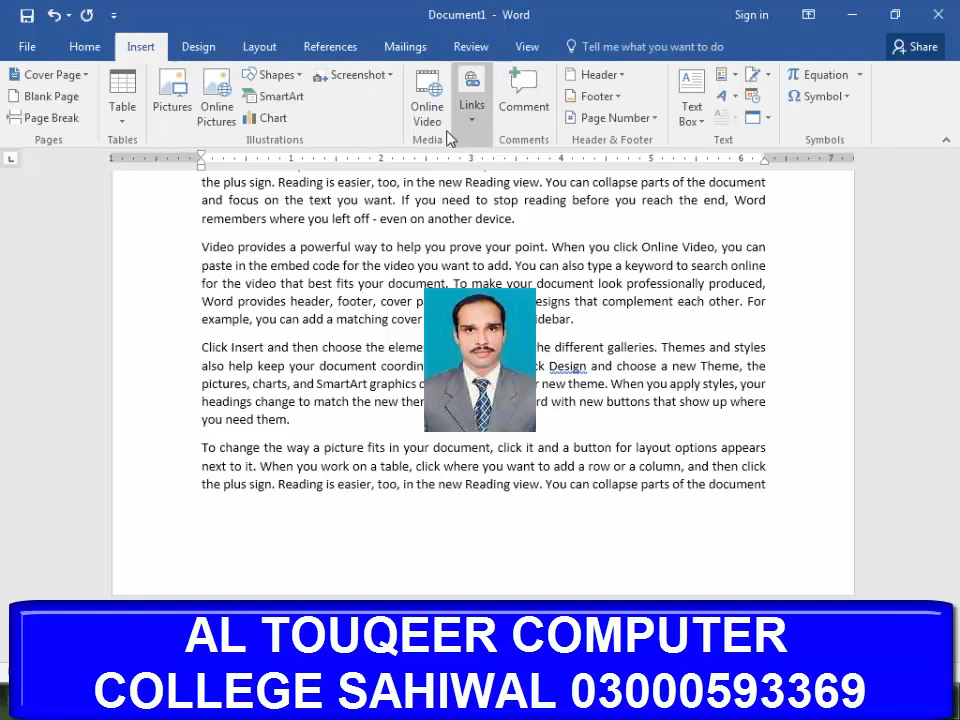 Document1 - Word
Sign in
File Home Insert Design Layout References Mailings Review View Tell me what you want to do Share
Cover Page
Blank Page
Page Break
Pages
Table
Tables
Pictures
Online Pictures
Shapes
SmartArt
Chart
Screenshot
Illustrations
Online Video
Media
Links
Comment
Comments
Header
Footer
Page Number
Header & Footer
Text Box
Text
Equation
Symbol
Symbols
1 1 2 3 4 5 6 7
the plus sign. Reading is easier, too, in the new Reading view. You can collapse parts of the document
and focus on the text you want. If you need to stop reading before you reach the end, Word
remembers where you left off - even on another device.
Video provides a powerful way to help you prove your point. When you click Online Video, you can
paste in the embed code for the video you want to add. You can also type a keyword to search online
for the video that best fits your document. To make your document look professionally produced,
Word provides header, footer, cover p esigns that complement each other. For
example, you can add a matching cover idebar.
Click Insert and then choose the eleme he different galleries. Themes and styles
also help keep your document coordin ck Design and choose a new Theme, the
pictures, charts, and SmartArt graphics new theme. When you apply styles, your
headings change to match the new the rd with new buttons that show up where
you need them.
To change the way a picture fits in your document, click it and a button for layout options appears
next to it. When you work on a table, click where you want to add a row or a column, and then click
the plus sign. Reading is easier, too, in the new Reading view. You can collapse parts of the document
AL TOUQEER COMPUTER
COLLEGE SAHIWAL 03000593369